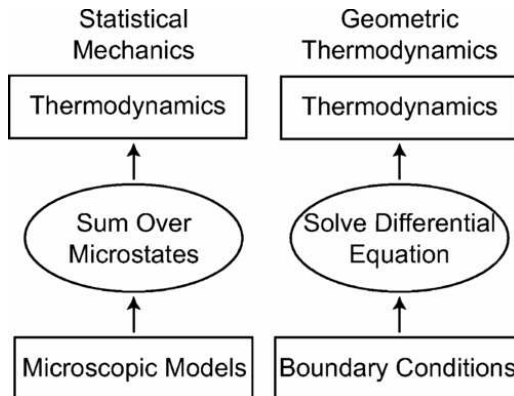 Statistical
Mechanics
Thermodynamics
Sum Over
Microstates
Microscopic Models
Geometric
Thermodynamics
Thermodynamics
Solve Differential
Equation
Boundary Conditions